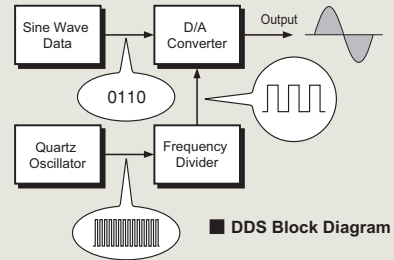 Sine Wave
Data
D/A
Converter
Output
0110
Quartz
Oscillator
Frequency
Divider
■ DDS Block Diagram